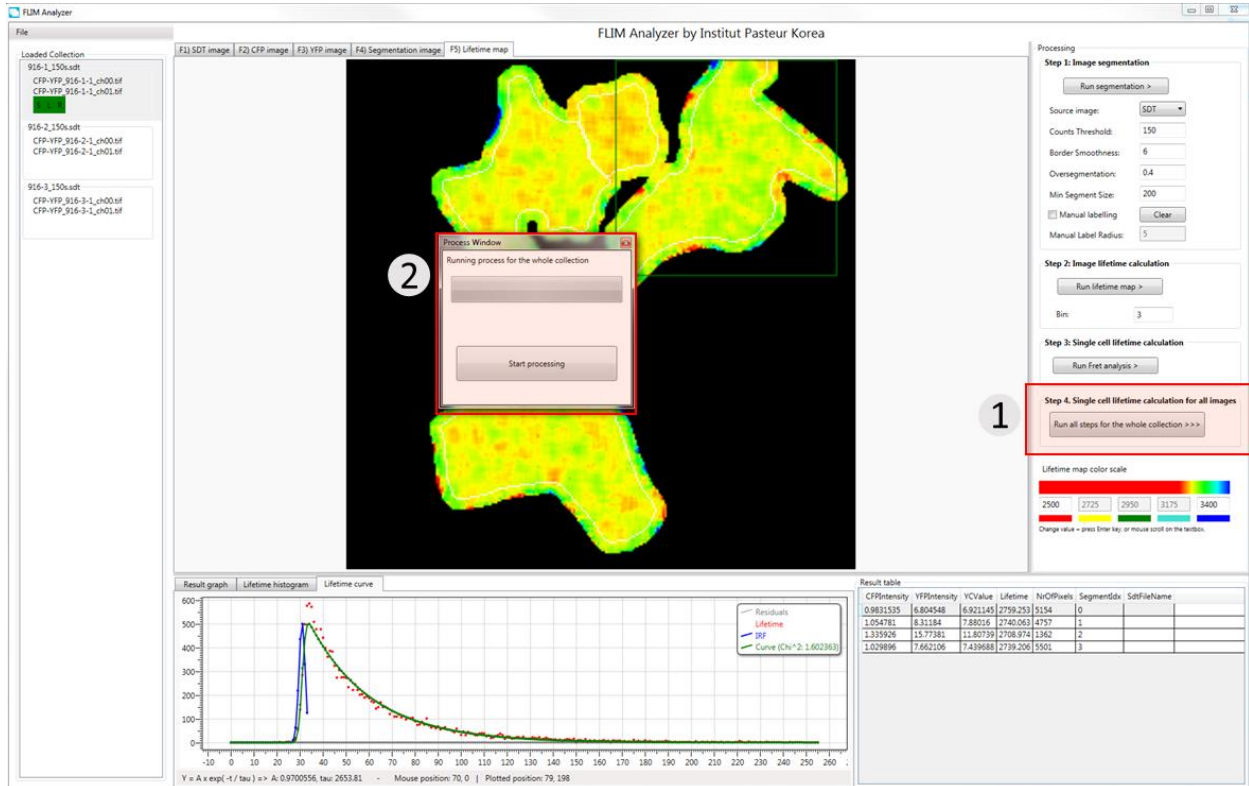 FLIM Analyzer
File
FLIM Analyzer by Institut Pasteur Korea
Loaded Collection
916-1_150s.sdt
CFP-YFP_916-1-1_ch00.tif
CFP-YFP_916-1-1_ch01.tif
S L R
916-2_150s.sdt
CFP-YFP_916-2-1_ch00.tif
CFP-YFP_916-2-1_ch01.tif
916-3_150s.sdt
CFP-YFP_916-3-1_ch00.tif
CFP-YFP_916-3-1_ch01.tif
F1) SDT image F2) CFP image F3) YFP image F4) Segmentation image F5) Lifetime map
2
Process Window
Running process for the whole collection
Start processing
Processing
Step 1: Image segmentation
Run segmentation >
Source image: SDT
Counts Threshold: 150
Border Smoothness: 6
Oversegmentation: 0.4
Min Segment Size: 200
Manual labelling Clear
Manual Label Radius: 5
Step 2: Image lifetime calculation
Run lifetime map >
Bin: 3
Step 3: Single cell lifetime calculation
Run Fret analysis >
1
Step 4. Single cell lifetime calculation for all images
Run all steps for the whole collection >>>
Lifetime map color scale
2500 2725 2950 3175 3400
Change value + press Enter key, or mouse scroll on the textbox.
Result graph Lifetime histogram Lifetime curve
600
500
400
300
200
100
0
-10 0 10 20 30 40 50 60 70 80 90 100 110 120 130 140 150 160 170 180 190 200 210 220 230 240 250 260
Residuals
Lifetime
IRF
Curve (Chi^2: 1.602363)
Y = A x exp( -t / tau ) => A: 0.9700556, tau: 2653.81 - Mouse position: 70, 0 | Plotted position: 79, 198
Result table
CFPIntensity YFPIntensity YCValue Lifetime NrOfPixels SegmentIdx SdtFileName
0.9831535 6.804548 6.921145 2759.253 5154 0
1.054781 8.31184 7.88016 2740.063 4757 1
1.335926 15.77381 11.80739 2708.974 1362 2
1.029896 7.662106 7.439688 2739.206 5501 3